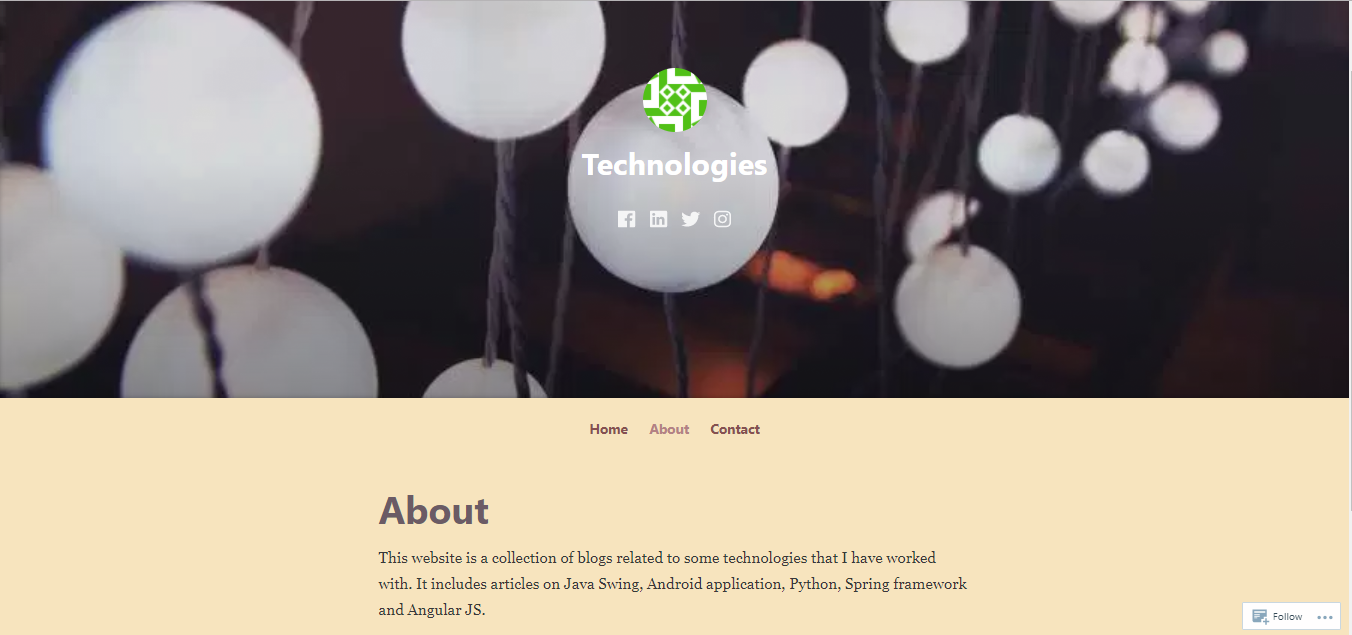 Technologies
Home About Contact
About
This website is a collection of blogs related to some technologies that I have worked
with. It includes articles on Java Swing, Android application, Python, Spring framework
and Angular JS.
Follow